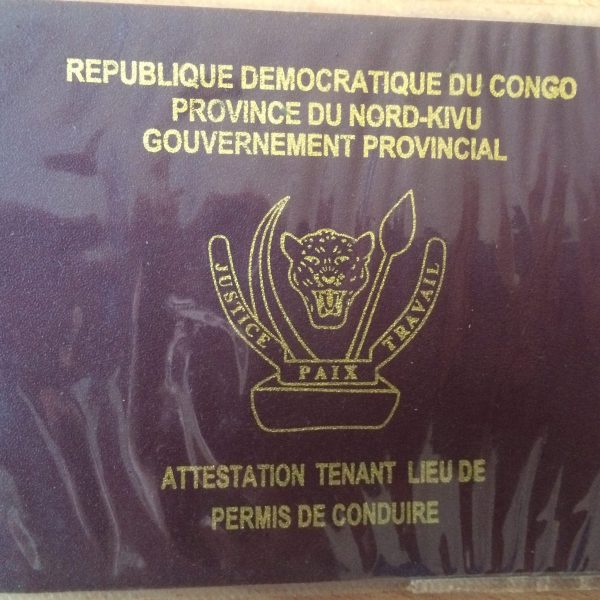 REPUBLIQUE DEMOCRATIQUE DU CONGO
PROVINCE DU NORD-KIVU
GOUVERNEMENT PROVINCIAL
JUSTICE PAIX TRAVAIL
ATTESTATION TENANT LIEU DE
PERMIS DE CONDUIRE